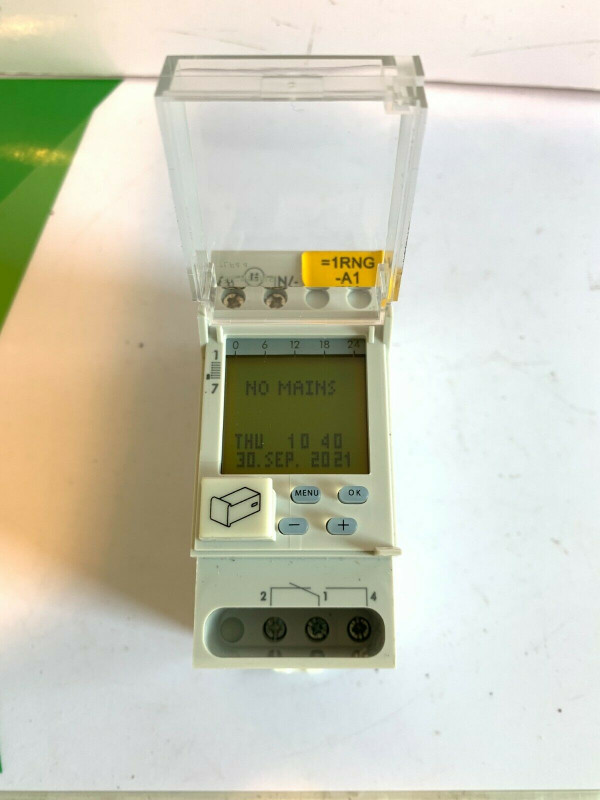 =1RNG
-A1
N/-
0 6 12 18 24
1
7
NO MAINS
THU 10 40
30.SEP. 2021
MENU OK
− +
2 1 4